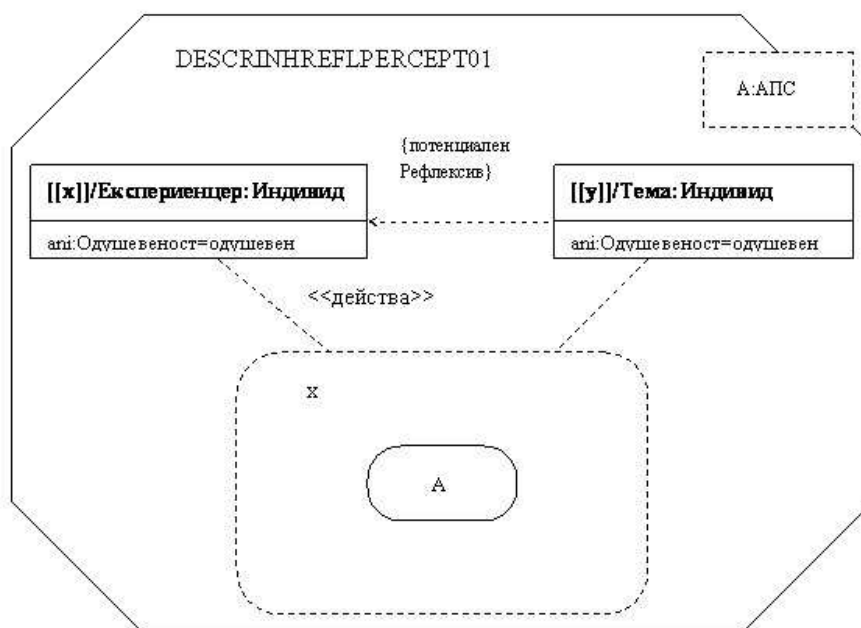 DESCRINHREFLPERCEPT01
А:АПС
{потенциален
Рефлексив}
[[x]]/Експериенцер: Индивид
[[y]]/Тема: Индивид
ani:Одушевеност=одушевен
ani:Одушевеност=одушевен
<<действа>>
x
А